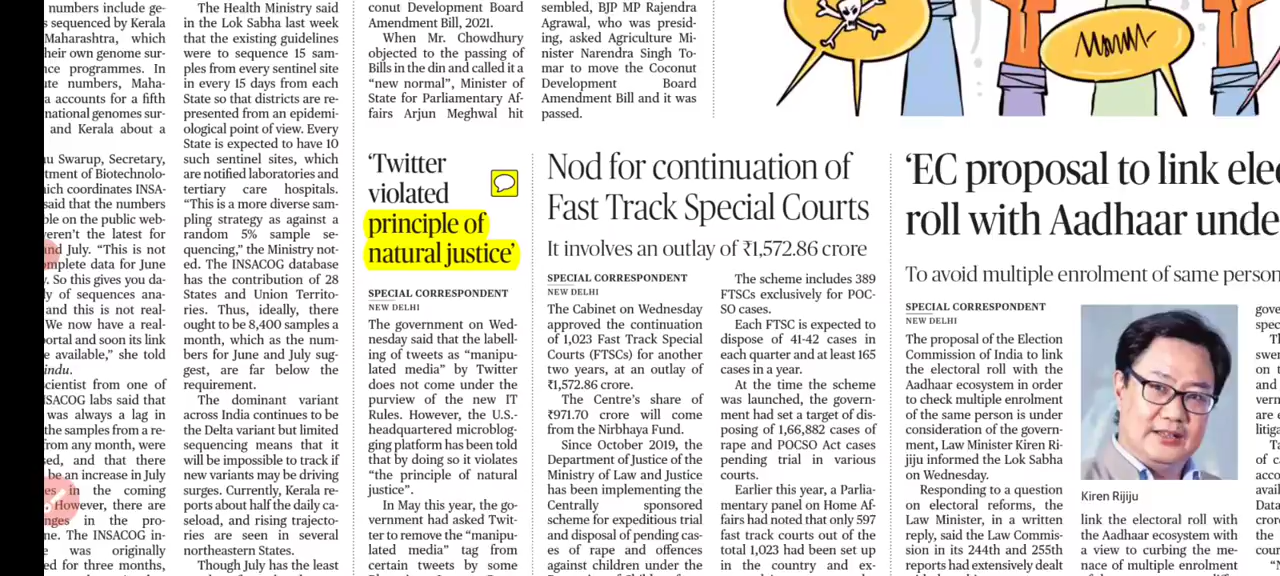 numbers include ge-
sequenced by Kerala
Maharashtra, which
heir own genome sur-
nce programmes. In
ute numbers, Maha-
a accounts for a fifth
national genomes sur-
and Kerala about a
u Swarup, Secretary,
tment of Biotechnolo-
ich coordinates INSA-
said that the numbers
ble on the public web-
weren't the latest for
nd July. "This is not
mplete data for June
y. So this gives you da-
ly of sequences ana-
and this is not real-
We now have a real-
portal and soon its link
e available," she told
indu.
scientist from one of
SACOG labs said that
was always a lag in
the samples from a re-
from any month, were
sed, and that there
be an increase in July
in the coming
However, there are
nges in the pro-
ne. The INSACOG in-
was originally
ed for three months,
The Health Ministry said
in the Lok Sabha last week
that the existing guidelines
were to sequence 15 sam-
ples from every sentinel site
in every 15 days from each
State so that districts are re-
presented from an epidemi-
ological point of view. Every
State is expected to have 10
such sentinel sites, which
are notified laboratories and
tertiary care hospitals.
"This is a more diverse sam-
pling strategy as against a
random 5% sample se-
quencing," the Ministry not-
ed. The INSACOG database
has the contribution of 28
States and Union Territo-
ries. Thus, ideally, there
ought to be 8,400 samples a
month, which as the num-
bers for June and July sug-
gest, are far below the
requirement.
The dominant variant
across India continues to be
the Delta variant but limited
sequencing means that it
will be impossible to track if
new variants may be driving
surges. Currently, Kerala re-
ports about half the daily ca-
seload, and rising trajecto-
ries are seen in several
northeastern States.
Though July has the least
conut Development Board
Amendment Bill, 2021.
When Mr. Chowdhury
objected to the passing of
Bills in the din and called it a
"new normal", Minister of
State for Parliamentary Af-
fairs Arjun Meghwal hit
sembled, BJP MP Rajendra
Agrawal, who was presid-
ing, asked Agriculture Mi-
nister Narendra Singh To-
mar to move the Coconut
Development Board
Amendment Bill and it was
passed.
'Twitter
violated
principle of
natural justice'
SPECIAL CORRESPONDENT
NEW DELHI
The government on Wed-
nesday said that the labell-
ing of tweets as "manipu-
lated media" by Twitter
does not come under the
purview of the new IT
Rules. However, the U.S.-
headquartered microblog-
ging platform has been told
that by doing so it violates
"the principle of natural
justice".
In May this year, the go-
vernment had asked Twit-
ter to remove the "manipu-
lated media" tag from
certain tweets by some
Nod for continuation of
Fast Track Special Courts
It involves an outlay of ₹1,572.86 crore
SPECIAL CORRESPONDENT
NEW DELHI
The Cabinet on Wednesday
approved the continuation
of 1,023 Fast Track Special
Courts (FTSCs) for another
two years, at an outlay of
₹1,572.86 crore.
The Centre's share of
₹971.70 crore will come
from the Nirbhaya Fund.
Since October 2019, the
Department of Justice of the
Ministry of Law and Justice
has been implementing the
Centrally sponsored
scheme for expeditious trial
and disposal of pending cas-
es of rape and offences
against children under the
The scheme includes 389
FTSCs exclusively for POC-
SO cases.
Each FTSC is expected to
dispose of 41-42 cases in
each quarter and at least 165
cases in a year.
At the time the scheme
was launched, the govern-
ment had set a target of dis-
posing of 1,66,882 cases of
rape and POCSO Act cases
pending trial in various
courts.
Earlier this year, a Parlia-
mentary panel on Home Af-
fairs had noted that only 597
fast track courts out of the
total 1,023 had been set up
in the country and ex-
'EC proposal to link elec
roll with Aadhaar unde
To avoid multiple enrolment of same person
SPECIAL CORRESPONDENT
NEW DELHI
The proposal of the Election
Commission of India to link
the electoral roll with the
Aadhaar ecosystem in order
to check multiple enrolment
of the same person is under
consideration of the govern-
ment, Law Minister Kiren Ri-
jiju informed the Lok Sabha
on Wednesday.
Responding to a question
on electoral reforms, the
Law Minister, in a written
reply, said the Law Commis-
sion in its 244th and 255th
reports had extensively dealt
Kiren Rijiju
link the electoral roll with
the Aadhaar ecosystem with
a view to curbing the me-
nace of multiple enrolment